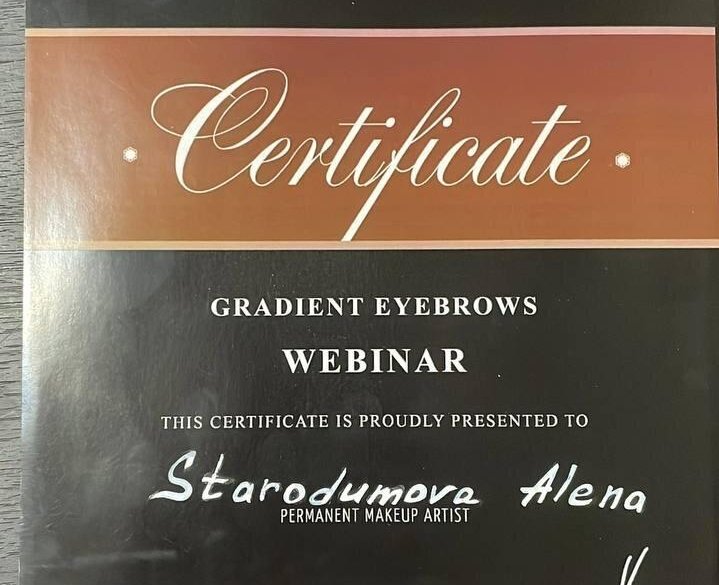 Certificate
GRADIENT EYEBROWS
WEBINAR
THIS CERTIFICATE IS PROUDLY PRESENTED TO
Starodumova Alena
PERMANENT MAKEUP ARTIST